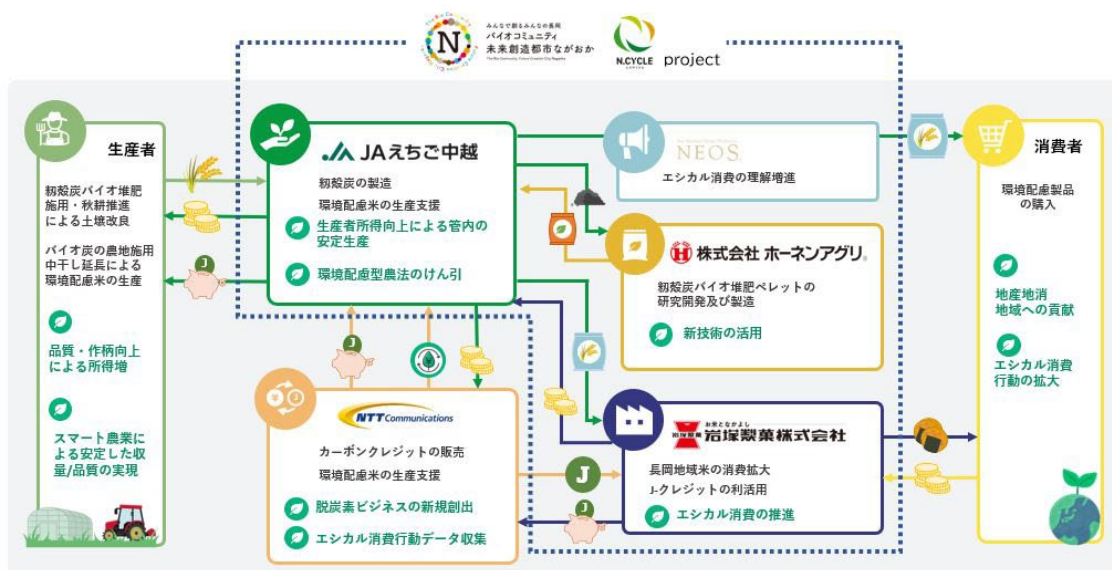 みんなで創るみんなの長岡
バイオコミュニティ
未来創造都市ながおか
N
N.CYCLE
project
生産者
籾殻炭バイオ堆肥
施用・秋耕推進
による土壌改良
バイオ炭の農地施用
中干し延長による
環境配慮米の生産
品質・作柄向上
による所得増
スマート農業に
よる安定した収
量/品質の実現
JAえちご中越
籾殻炭の製造
環境配慮米の生産支援
生産者所得向上による管内の
安定生産
環境配慮型農法のけん引
NEOS
エシカル消費の理解増進
株式会社 ホーネンアグリ
籾殻炭バイオ堆肥ペレットの
研究開発及び製造
新技術の活用
NTT Communications
カーボンクレジットの販売
環境配慮米の生産支援
脱炭素ビジネスの新規創出
エシカル消費行動データ収集
お米となかよし
岩塚製菓
岩塚製菓株式会社
長岡地域米の消費拡大
J-クレジットの利活用
エシカル消費の推進
消費者
環境配慮製品
の購入
地産地消
地域への貢献
エシカル消費
行動の拡大
J
J
J
J
¥
J